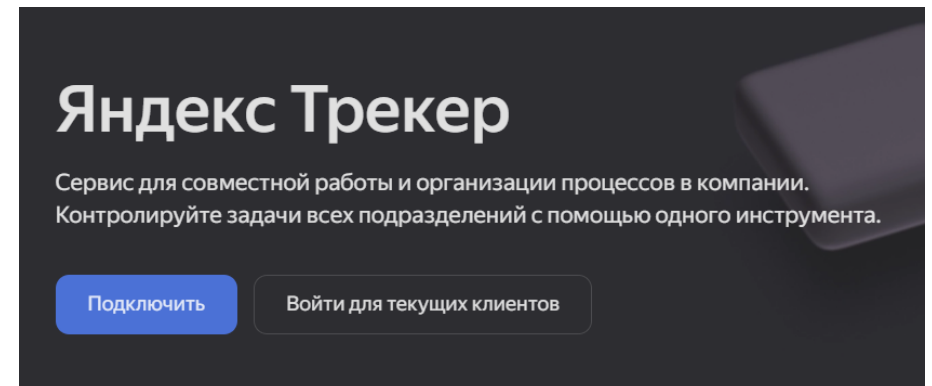 Яндекс Трекер
Сервис для совместной работы и организации процессов в компании.
Контролируйте задачи всех подразделений с помощью одного инструмента.
Подключить
Войти для текущих клиентов